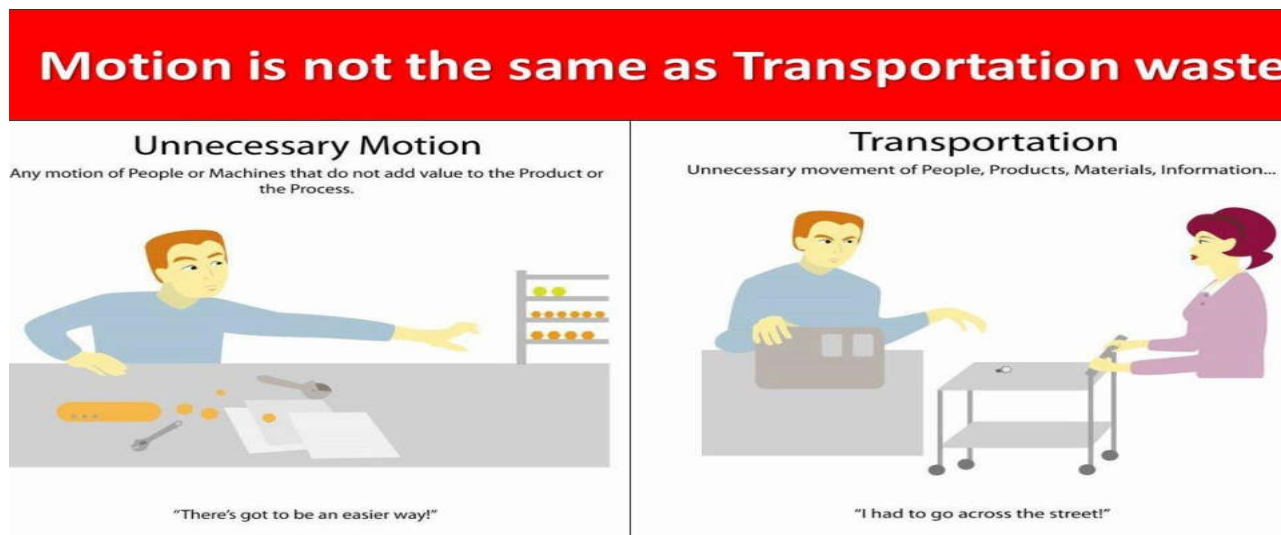 Motion is not the same as Transportation waste
Unnecessary Motion
Any motion of People or Machines that do not add value to the Product or
the Process.
"There's got to be an easier way!"
Transportation
Unnecessary movement of People, Products, Materials, Information...
"I had to go across the street!"